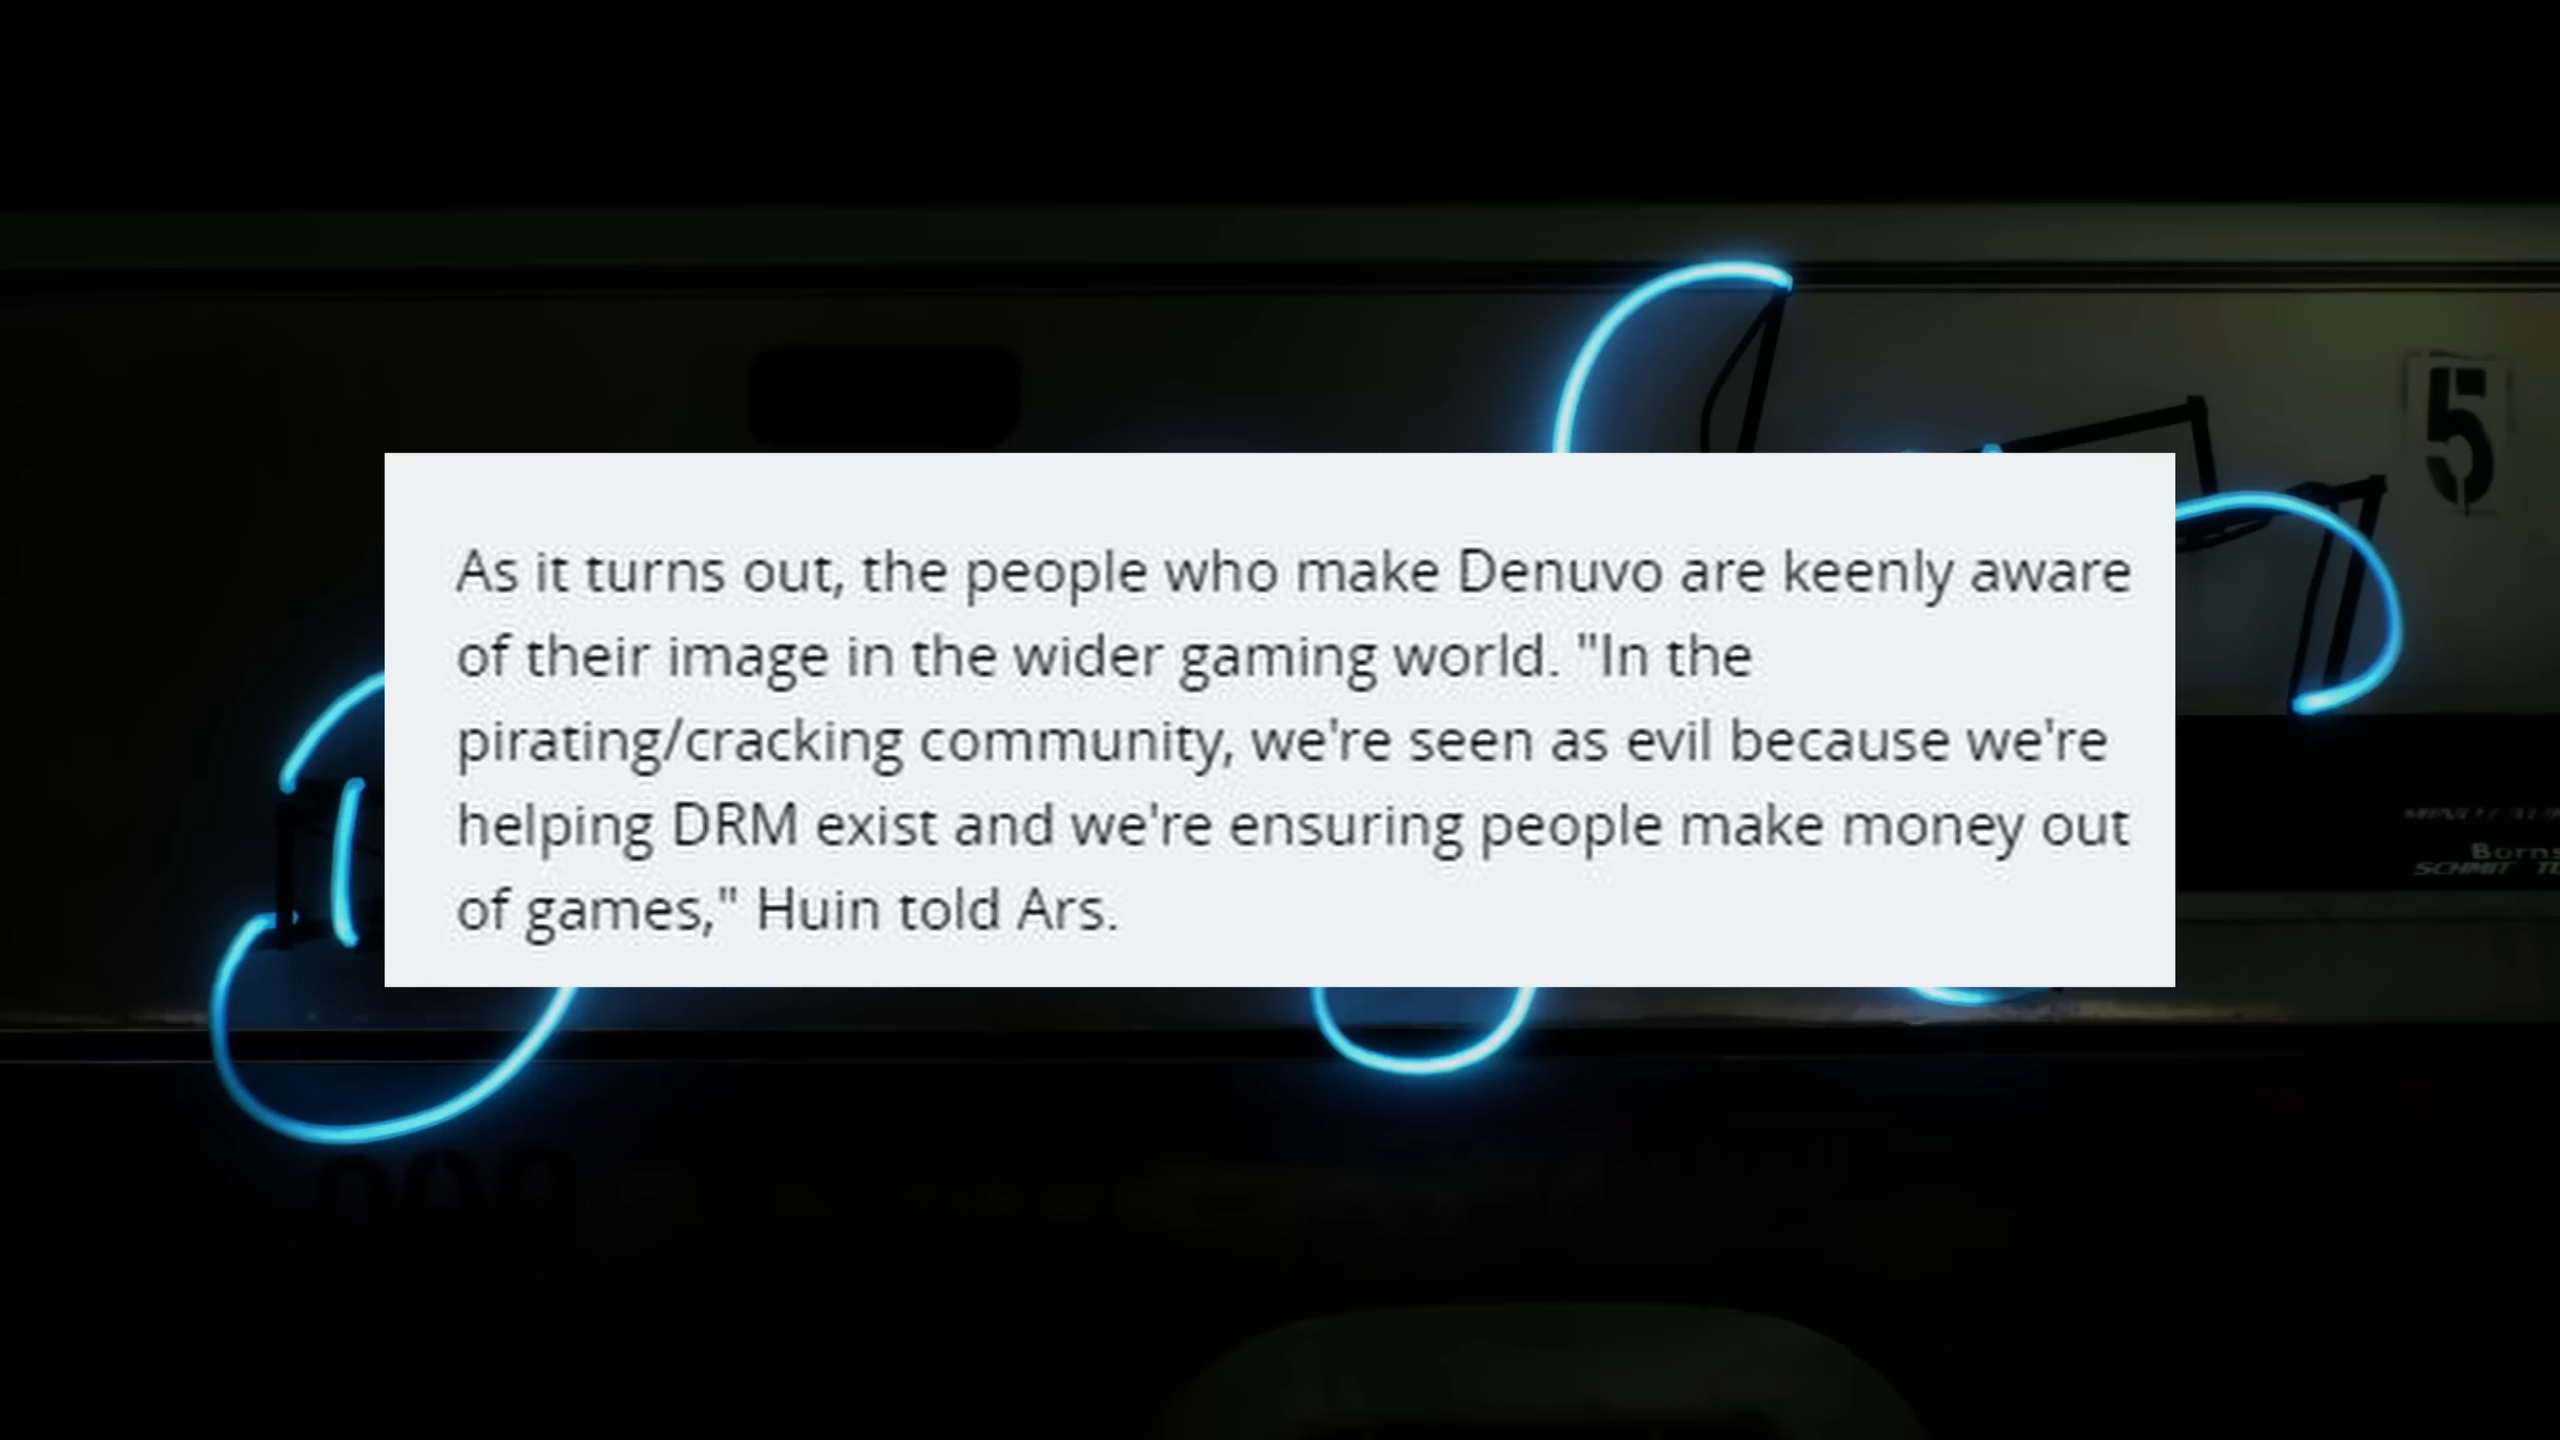 5
As it turns out, the people who make Denuvo are keenly aware
of their image in the wider gaming world. "In the
pirating/cracking community, we're seen as evil because we're
helping DRM exist and we're ensuring people make money out
of games," Huin told Ars.
Borns
SCHMIT